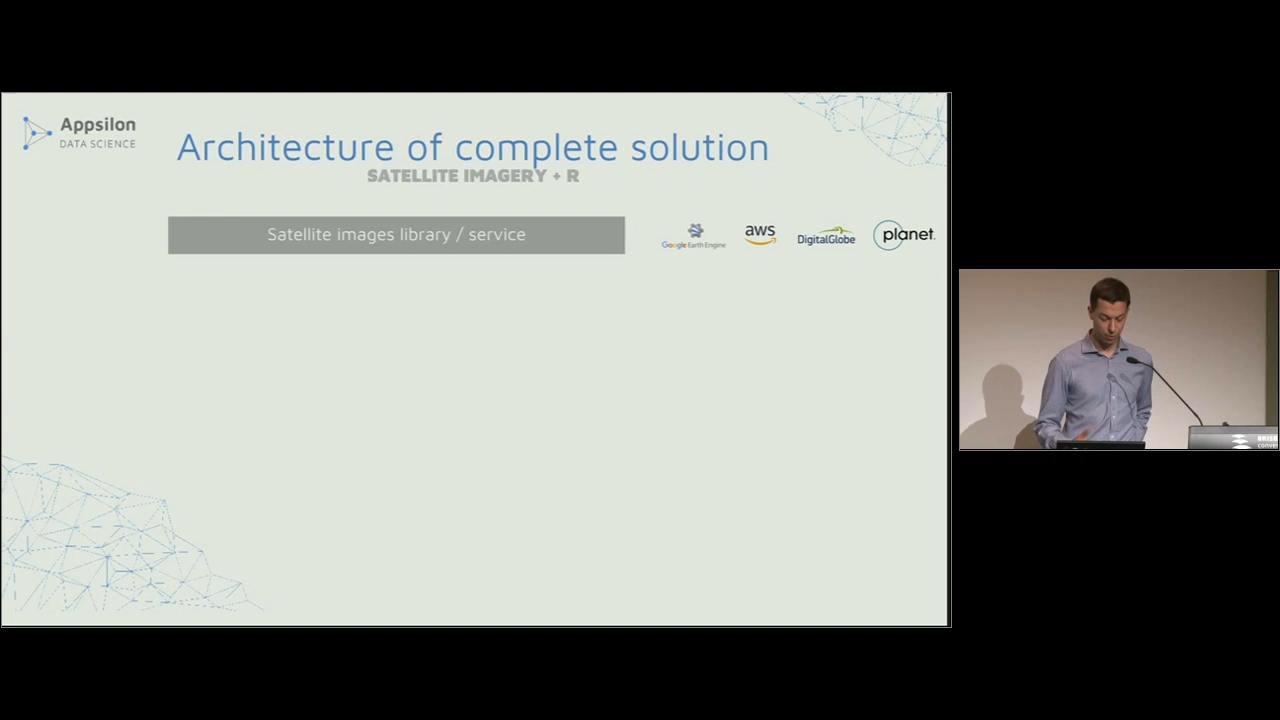 Appsilon
DATA SCIENCE
Architecture of complete solution
SATELLITE IMAGERY + R
Satellite images library / service
Google Earth Engine
aws
DigitalGlobe
planet.